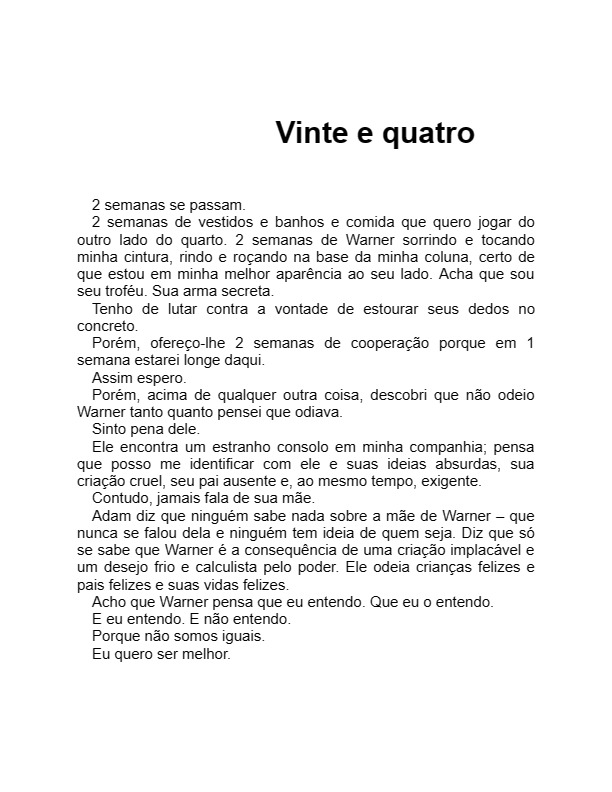 Vinte e quatro
2 semanas se passam.
2 semanas de vestidos e banhos e comida que quero jogar do
outro lado do quarto. 2 semanas de Warner sorrindo e tocando
minha cintura, rindo e roçando na base da minha coluna, certo de
que estou em minha melhor aparência ao seu lado. Acha que sou
seu troféu. Sua arma secreta.
Tenho de lutar contra a vontade de estourar seus dedos no
concreto.
Porém, ofereço-lhe 2 semanas de cooperação porque em 1
semana estarei longe daqui.
Assim espero.
Porém, acima de qualquer outra coisa, descobri que não odeio
Warner tanto quanto pensei que odiava.
Sinto pena dele.
Ele encontra um estranho consolo em minha companhia; pensa
que posso me identificar com ele e suas ideias absurdas, sua
criação cruel, seu pai ausente e, ao mesmo tempo, exigente.
Contudo, jamais fala de sua mãe.
Adam diz que ninguém sabe nada sobre a mãe de Warner – que
nunca se falou dela e ninguém tem ideia de quem seja. Diz que só
se sabe que Warner é a consequência de uma criação implacável e
um desejo frio e calculista pelo poder. Ele odeia crianças felizes e
pais felizes e suas vidas felizes.
Acho que Warner pensa que eu entendo. Que eu o entendo.
E eu entendo. E não entendo.
Porque não somos iguais.
Eu quero ser melhor.